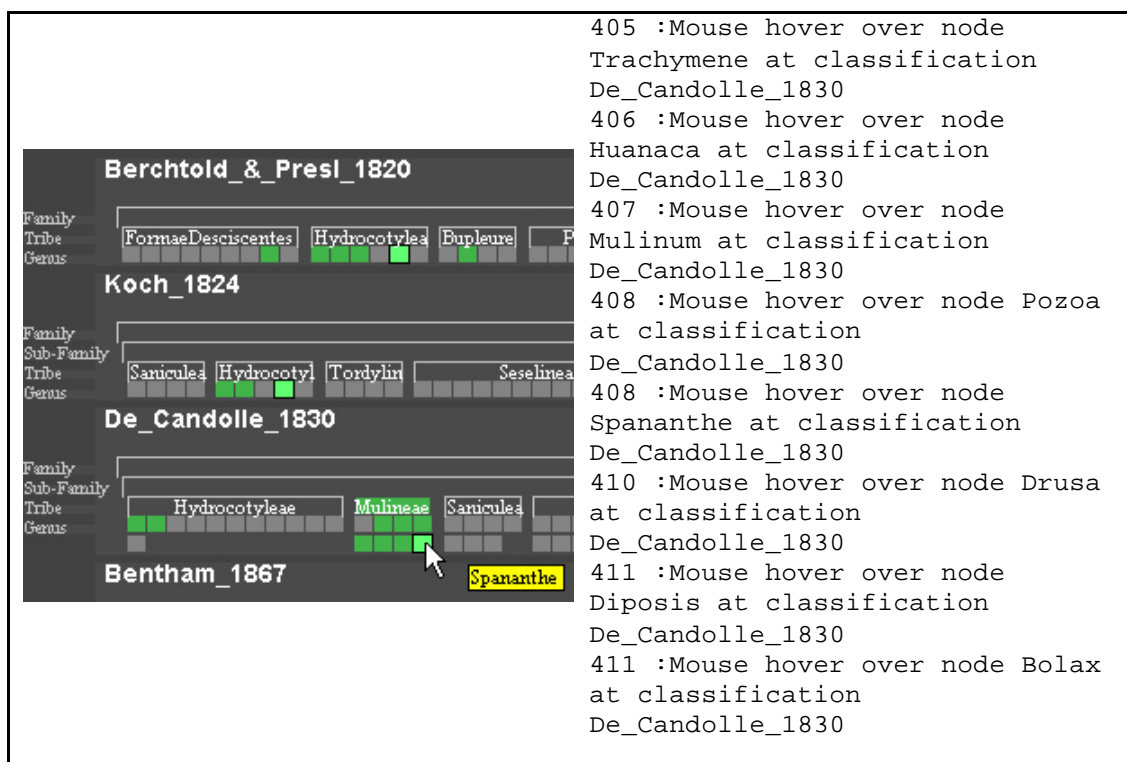 Berchtold_&_Presl_1820
Family
Tribe
FormaeDesciscentes Hydrocotylea Bupleure P
Genus
Koch_1824
Family
Sub-Family
Tribe
Saniculea Hydrocotyl Tordylin Seselinea
Genus
De_Candolle_1830
Family
Sub-Family
Tribe
Hydrocotyleae Mulineae Saniculea
Genus
Bentham_1867
Spananthe
405 :Mouse hover over node
Trachymene at classification
De_Candolle_1830
406 :Mouse hover over node
Huanaca at classification
De_Candolle_1830
407 :Mouse hover over node
Mulinum at classification
De_Candolle_1830
408 :Mouse hover over node Pozoa
at classification
De_Candolle_1830
408 :Mouse hover over node
Spananthe at classification
De_Candolle_1830
410 :Mouse hover over node Drusa
at classification
De_Candolle_1830
411 :Mouse hover over node
Diposis at classification
De_Candolle_1830
411 :Mouse hover over node Bolax
at classification
De_Candolle_1830